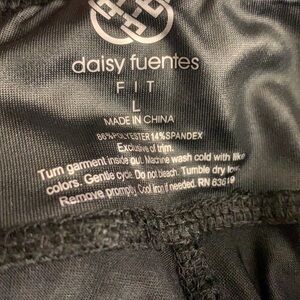 daisy fuentes
FIT
L
MADE IN CHINA
86%POLYESTER 14%SPANDEX
Exclusive of trim.
Turn garment inside out. Machine wash cold with like
colors. Gentle cycle. Do not bleach. Tumble dry low.
Remove promptly. Cool iron if needed. RN 63619